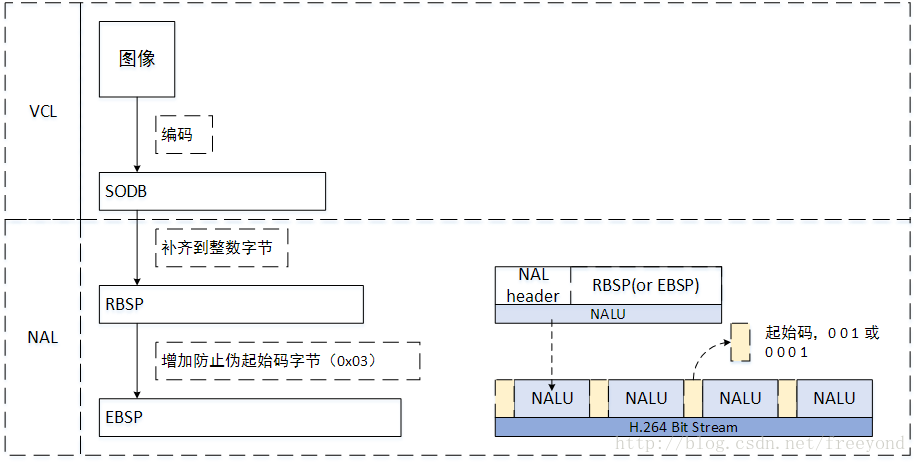 VCL
图像
编码
SODB
NAL
补齐到整数字节
RBSP
增加防止伪起始码字节（0x03）
EBSP
NAL
header
RBSP(or EBSP)
NALU
起始码，0 0 1 或
0 0 0 1
NALU
NALU
NALU
NALU
H.264 Bit Stream
http://blog.csdn.net/freeyond